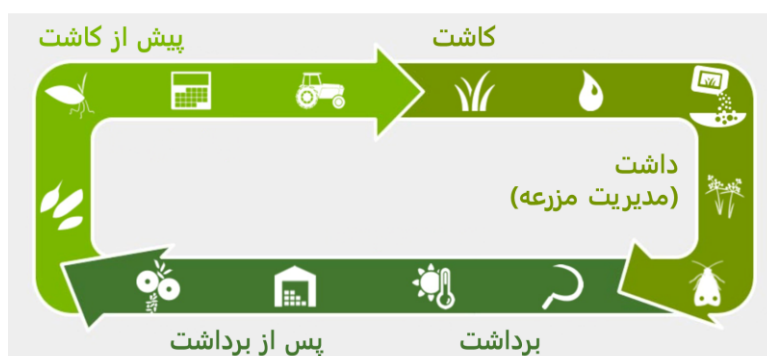 پیش از کاشت
کاشت
داشت
(مدیریت مزرعه)
برداشت
پس از برداشت